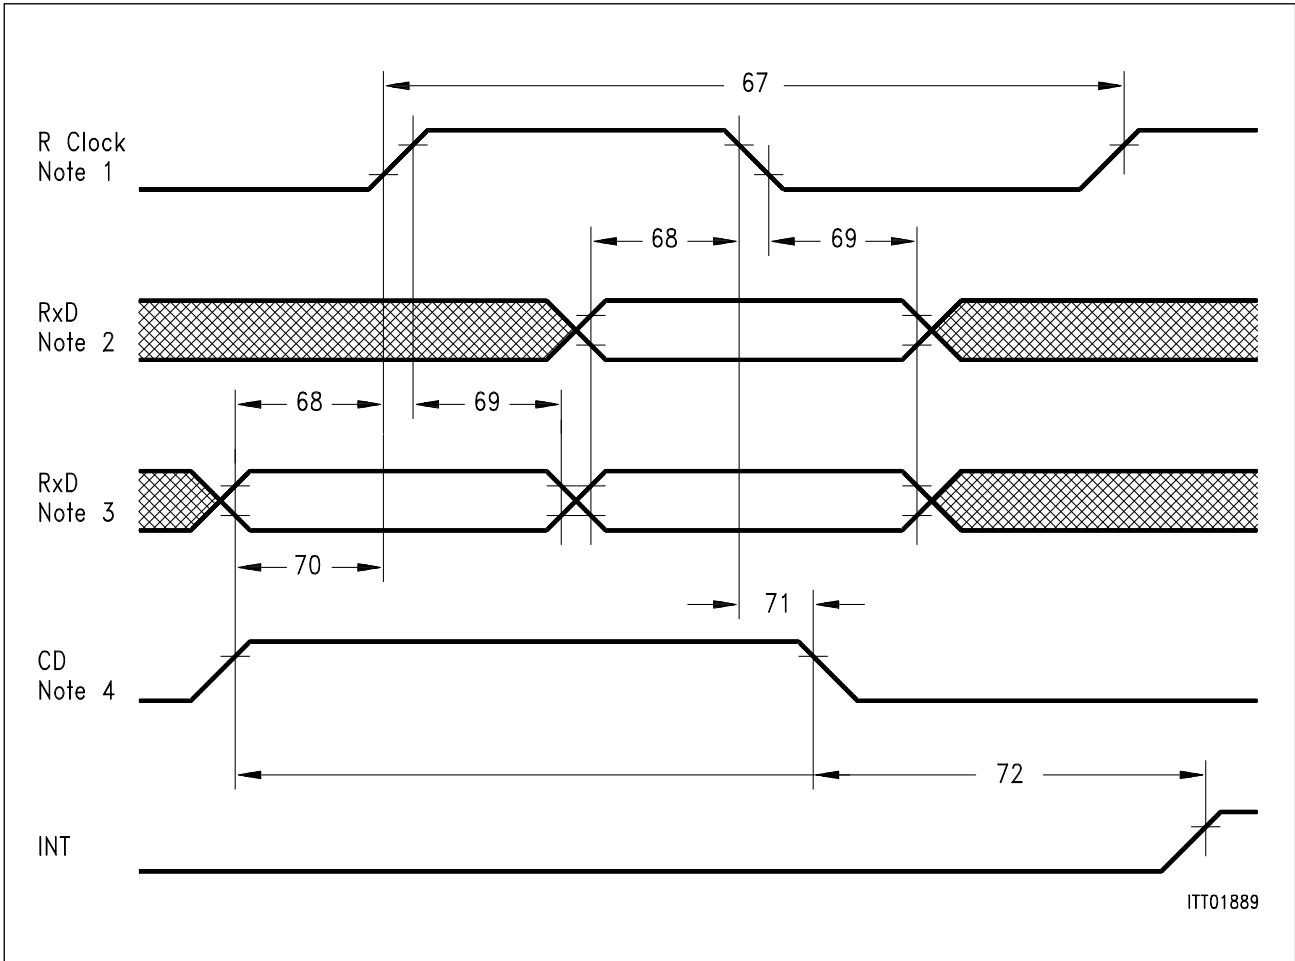 67
R Clock
Note 1
68
69
RxD
Note 2
68
69
RxD
Note 3
70
71
CD
Note 4
72
INT
ITT01889